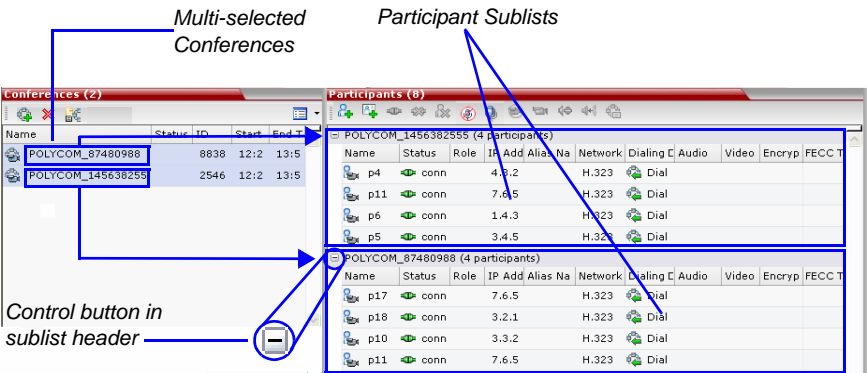 Multi-selected
Conferences
Participant Sublists
Conferences (2)
Name Status ID Start End T
POLYCOM_87480988 8838 12:2 13:5
POLYCOM_145638255 2546 12:2 13:5
Participants (8)
POLYCOM_1456382555 (4 participants)
Name Status Role IP Add Alias Na Network Dialing D Audio Video Encryp FECC T
p4 conn 4.3.2 H.323 Dial
p11 conn 7.6.5 H.323 Dial
p6 conn 1.4.3 H.323 Dial
p5 conn 3.4.5 H.323 Dial
POLYCOM_87480988 (4 participants)
Name Status Role IP Add Alias Na Network Dialing D Audio Video Encryp FECC T
p17 conn 7.6.5 H.323 Dial
p18 conn 3.2.1 H.323 Dial
p10 conn 3.3.2 H.323 Dial
p11 conn 7.6.5 H.323 Dial
Control button in
sublist header